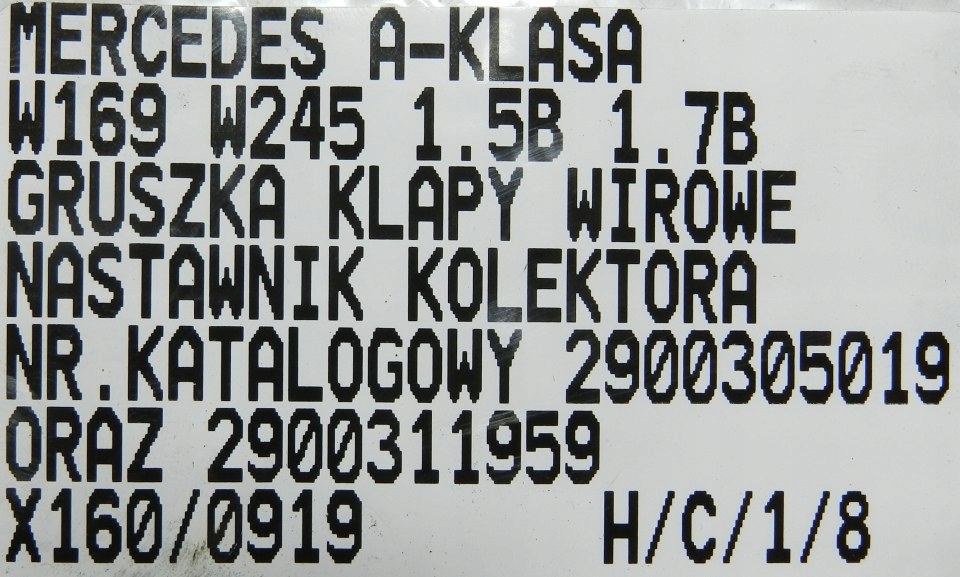 MERCEDES A-KLASA
W169 W245 1.5B 1.7B
GRUSZKA KLAPY WIROWE
NASTAWNIK KOLEKTORA
NR.KATALOGOWY 2900305019
ORAZ 2900311959
X160/0919 H/C/1/8